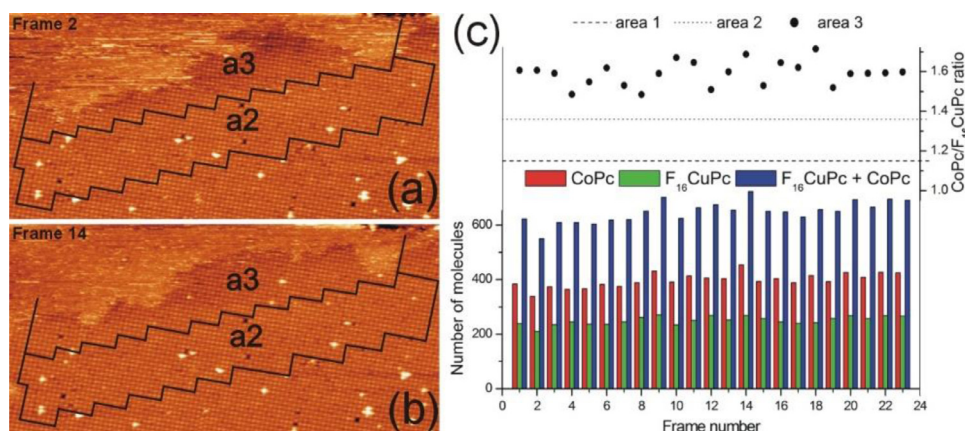 Frame 2
a3
a2
(a)
Frame 14
a3
a2
(b)
(c)
area 1 area 2 area 3
1.6
1.4
1.2
1.0
CoPc/F₁₆CuPc ratio
CoPc F₁₆CuPc F₁₆CuPc + CoPc
600
400
200
0
Number of molecules
0 2 4 6 8 10 12 14 16 18 20 22 24
Frame number